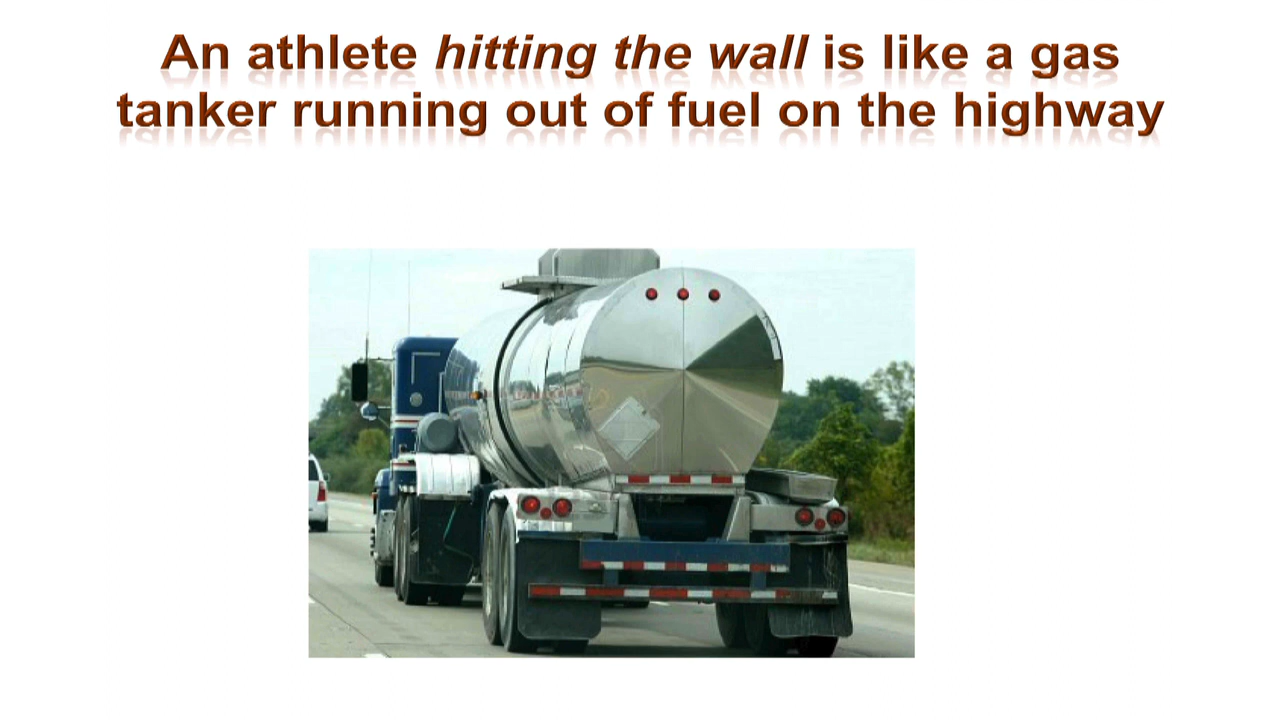 An athlete hitting the wall is like a gas
tanker running out of fuel on the highway